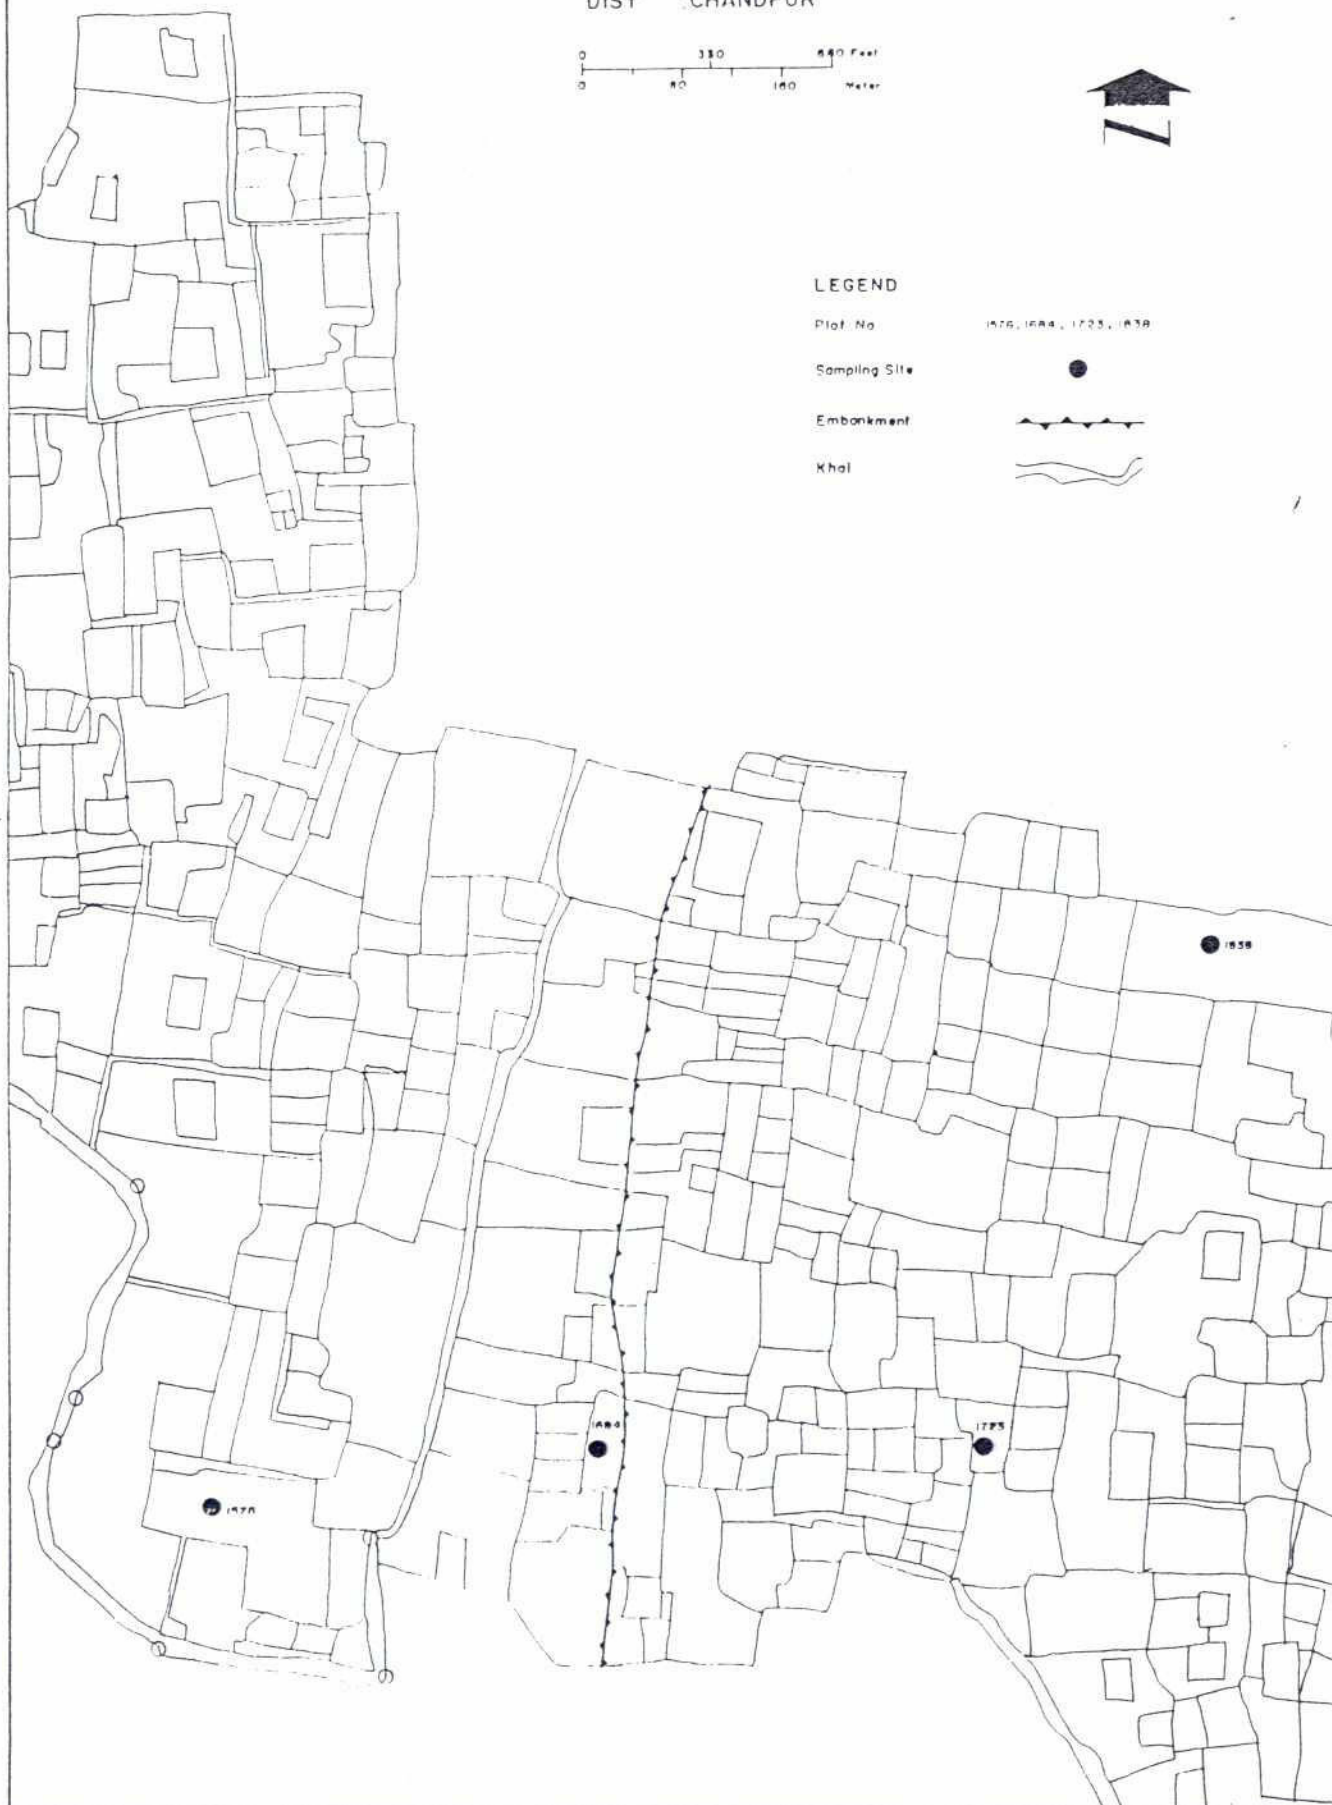 DIST : CHANDPUR
0 330 660 Feet
0 80 160 Meter
N
LEGEND
Plot No 1576, 1684, 1723, 1838
Sampling Site
Embankment
Khal
1838
1684
1723
1576